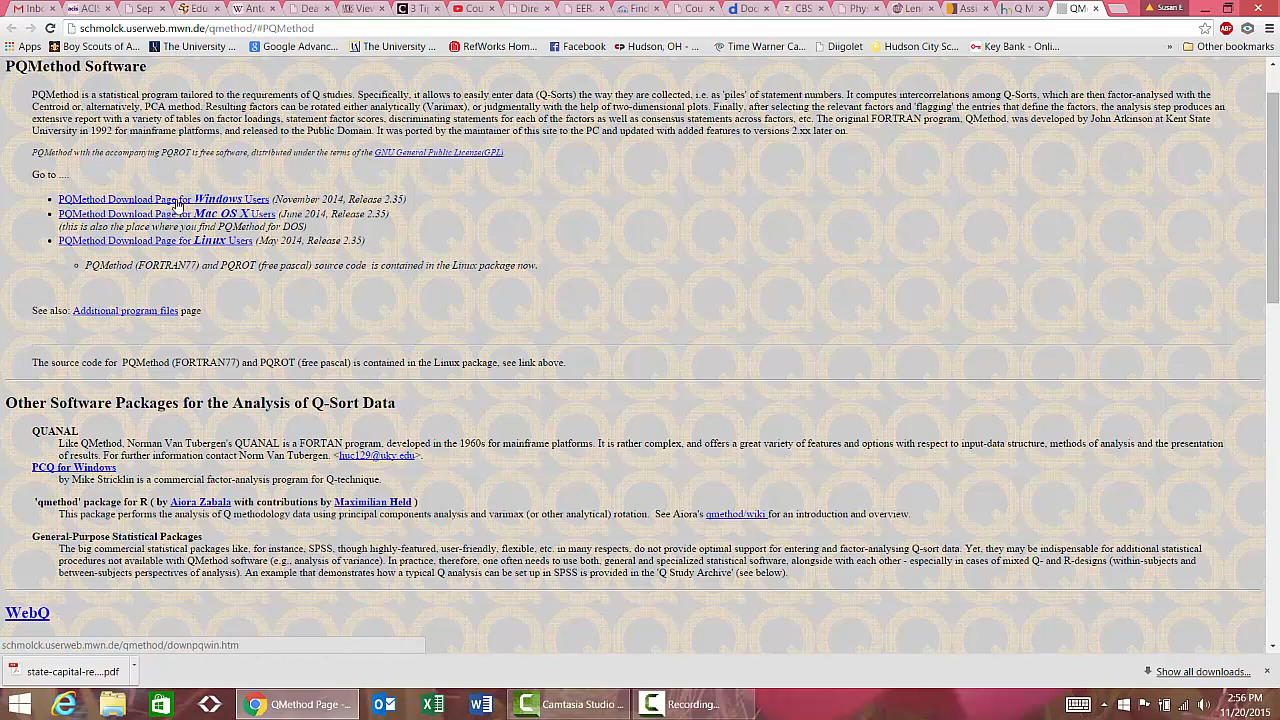 Inbo
ACIS
Sep
Edu
Anto
Dea
View
3 Tip
Cou
Dire
EER
Find
Cou
Doc
CBS
Phys
Lens
Assi
Q M
QM
Susan E
schmolck.userweb.mwn.de/qmethod/#PQMethod
Apps
Boy Scouts of Am...
The University ...
Google Advanc...
The University ...
RefWorks Hom...
Facebook
Hudson, OH - ...
Time Warner Ca...
Diigolet
Hudson City Sc...
Key Bank - Onli...
»
Other bookmarks
PQMethod Software
PQMethod is a statistical program tailored to the requirements of Q studies. Specifically, it allows to easily enter data (Q-Sorts) the way they are collected, i.e. as 'piles' of statement numbers. It computes intercorrelations among Q-Sorts, which are then factor-analysed with the
Centroid or, alternatively, PCA method. Resulting factors can be rotated either analytically (Varimax), or judgmentally with the help of two-dimensional plots. Finally, after selecting the relevant factors and 'flagging' the entries that define the factors, the analysis step produces an
extensive report with a variety of tables on factor loadings, statement factor scores, discriminating statements for each of the factors as well as consensus statements across factors, etc. The original FORTRAN program, QMethod, was developed by John Atkinson at Kent State
University in 1992 for mainframe platforms, and released to the Public Domain. It was ported by the maintainer of this site to the PC and updated with added features to versions 2.xx later on.
PQMethod with the accompanying PQROT is free software, distributed under the terms of the GNU General Public License(GPL).
Go to ....
• PQMethod Download Page for Windows Users (November 2014, Release 2.35)
• PQMethod Download Page for Mac OS X Users (June 2014, Release 2.35)
(this is also the place where you find PQMethod for DOS)
• PQMethod Download Page for Linux Users (May 2014, Release 2.35)
○ PQMethod (FORTRAN77) and PQROT (free pascal) source code is contained in the Linux package now.
See also: Additional program files page
The source code for PQMethod (FORTRAN77) and PQROT (free pascal) is contained in the Linux package, see link above.
Other Software Packages for the Analysis of Q-Sort Data
QUANAL
Like QMethod, Norman Van Tubergen's QUANAL is a FORTAN program, developed in the 1960s for mainframe platforms. It is rather complex, and offers a great variety of features and options with respect to input-data structure, methods of analysis and the presentation
of results. For further information contact Norm Van Tubergen. <huc129@uky.edu>.
PCQ for Windows
by Mike Stricklin is a commercial factor-analysis program for Q-technique.
'qmethod' package for R ( by Aiora Zabala with contributions by Maximilian Held )
This package performs the analysis of Q methodology data using principal components analysis and varimax (or other analytical) rotation. See Aiora's qmethod/wiki for an introduction and overview.
General-Purpose Statistical Packages
The big commercial statistical packages like, for instance, SPSS, though highly-featured, user-friendly, flexible, etc. in many respects, do not provide optimal support for entering and factor-analysing Q-sort data. Yet, they may be indispensable for additional statistical
procedures not available with QMethod software (e.g., analysis of variance). In practice, therefore, one often needs to use both, general and specialized statistical software, alongside with each other - especially in cases of mixed Q- and R-designs (within-subjects and
between-subjects perspectives of analysis). An example that demonstrates how a typical Q analysis can be set up in SPSS is provided in the 'Q Study Archive' (see below).
WebQ
schmolck.userweb.mwn.de/qmethod/downpqwin.htm
state-capital-re....pdf
Show all downloads...
QMethod Page -...
Camtasia Studio ...
Recording...
2:56 PM
11/20/2015